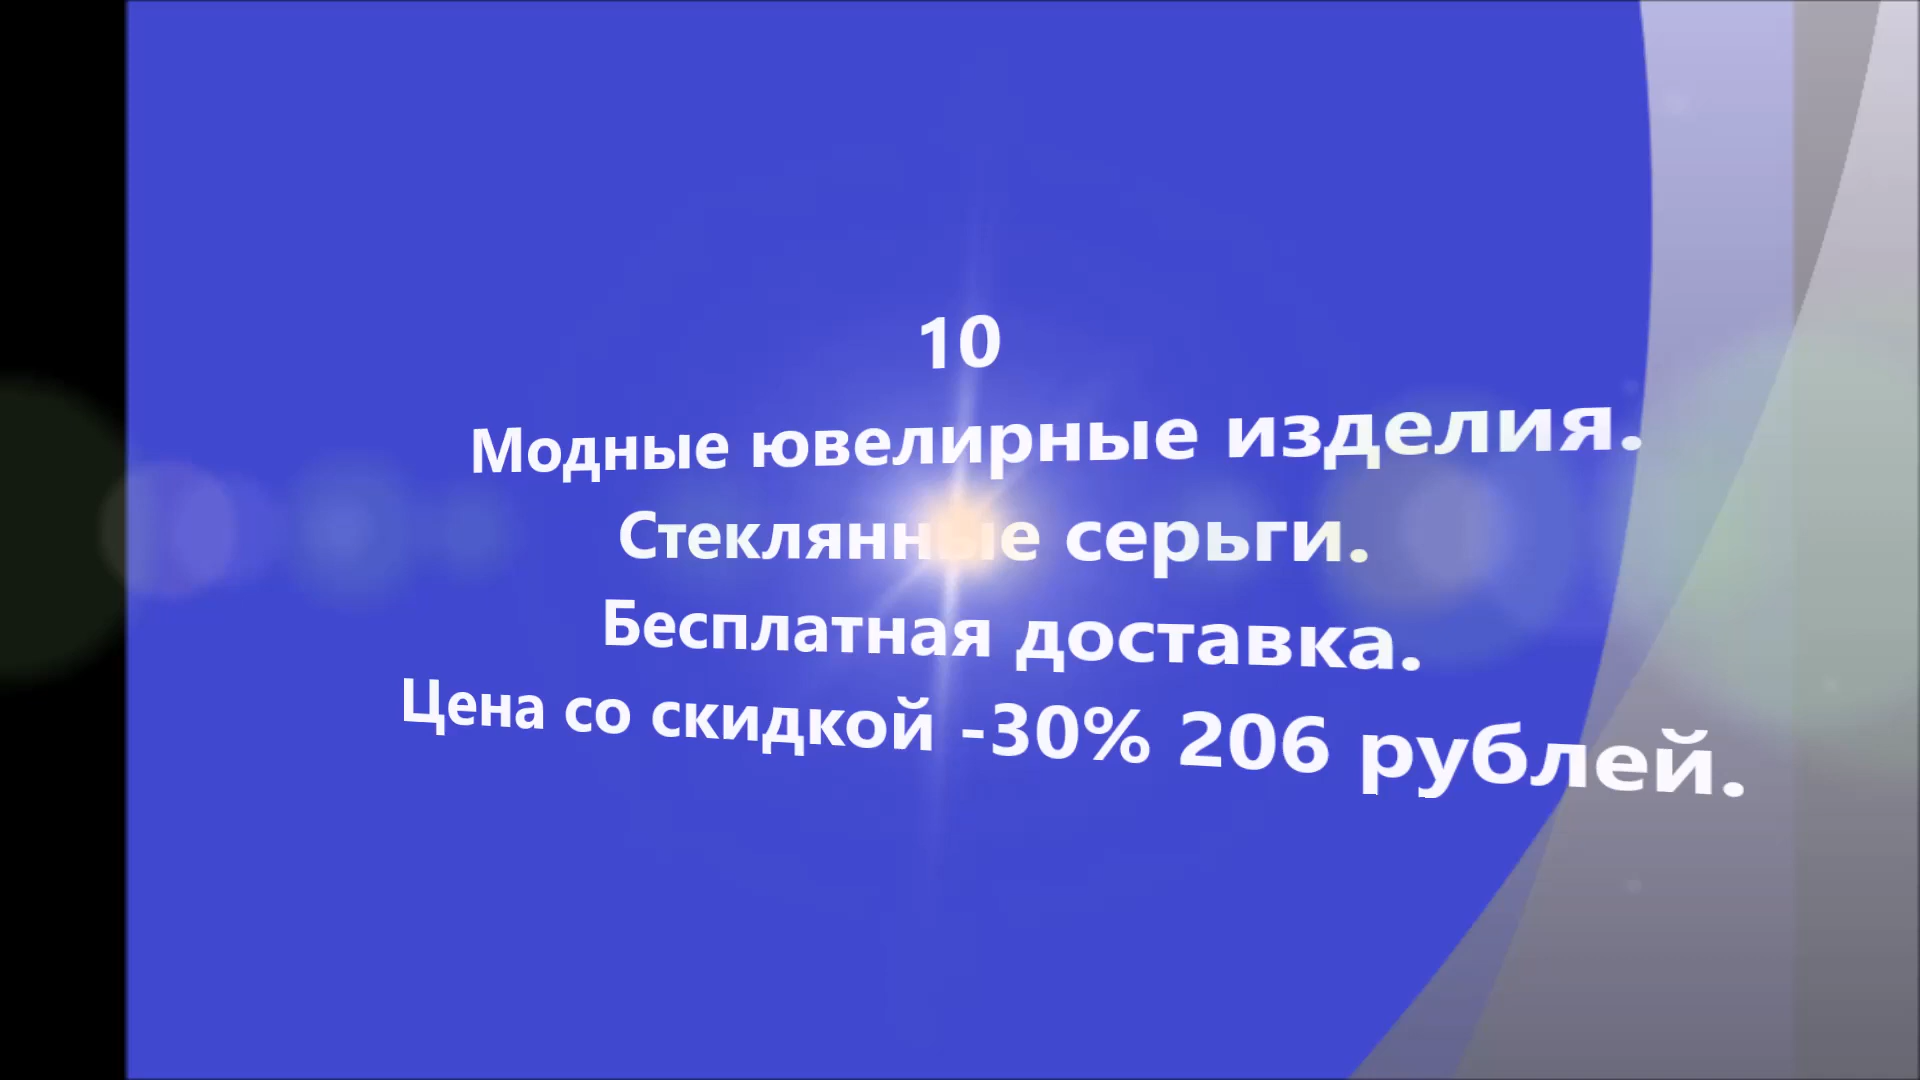 10
Модные ювелирные изделия.
Стеклянные серьги.
Бесплатная доставка.
Цена со скидкой -30% 206 рублей.